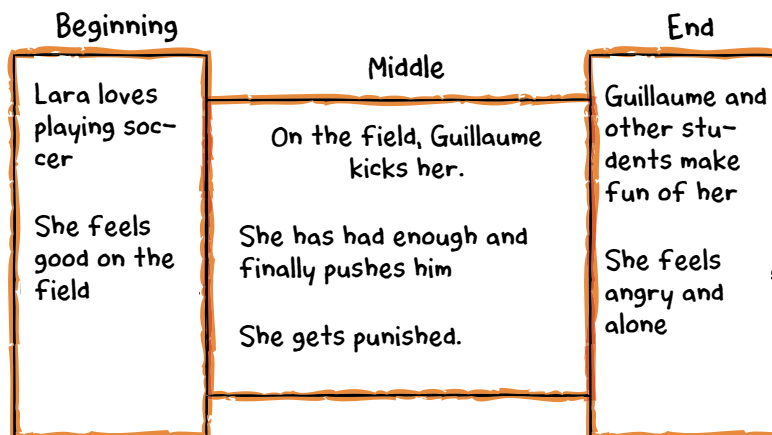 Beginning
Lara loves
playing soc-
cer
She feels
good on the
field
Middle
On the field, Guillaume
kicks her.
She has had enough and
finally pushes him
She gets punished.
End
Guillaume and
other stu-
dents make
fun of her
She feels
angry and
alone